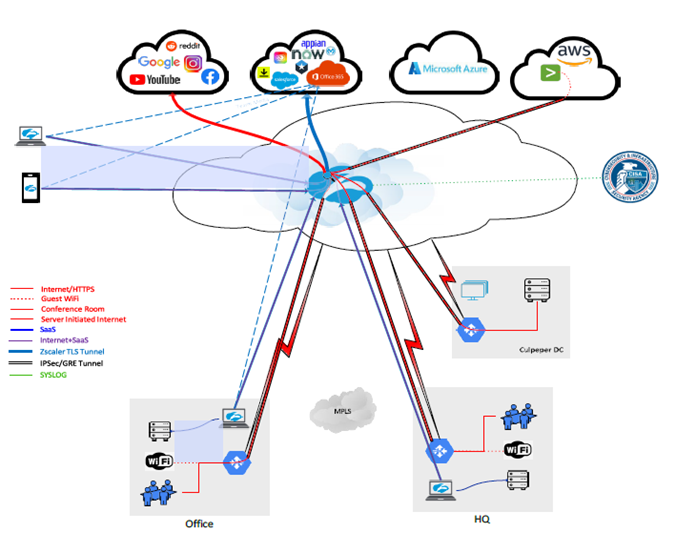 reddit
Google
YouTube
appian
now
salesforce
Office 365
Microsoft Azure
aws
CYBERSECURITY & INFRASTRUCTURE
CISA
SECURITY AGENCY
Internet/HTTPS
Guest WiFi
Conference Room
Server Initiated Internet
SaaS
Internet+SaaS
Zscaler TLS Tunnel
IPSec/GRE Tunnel
SYSLOG
Culpeper DC
MPLS
WiFi
WiFi
Office
HQ